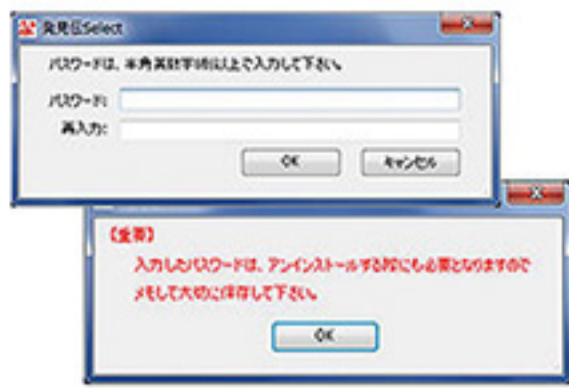 発見伝Select
パスワードは、半角英数字8桁以上で入力して下さい。
パスワード:
再入力:
OK
キャンセル
【重要】
入力したパスワードは、アンインストールする際にも必要となりますので
メモして大切に保存して下さい。
OK